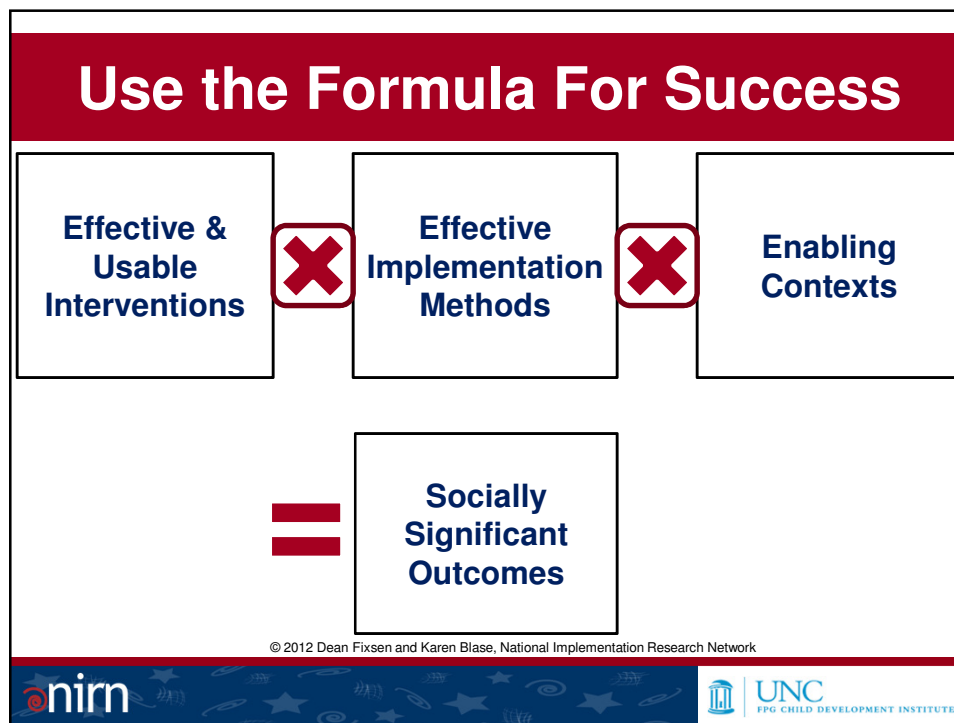 Use the Formula For Success
Effective &
Usable
Interventions
Effective
Implementation
Methods
Enabling
Contexts
=
Socially
Significant
Outcomes
© 2012 Dean Fixsen and Karen Blase, National Implementation Research Network
nirn
UNC
FPG CHILD DEVELOPMENT INSTITUTE